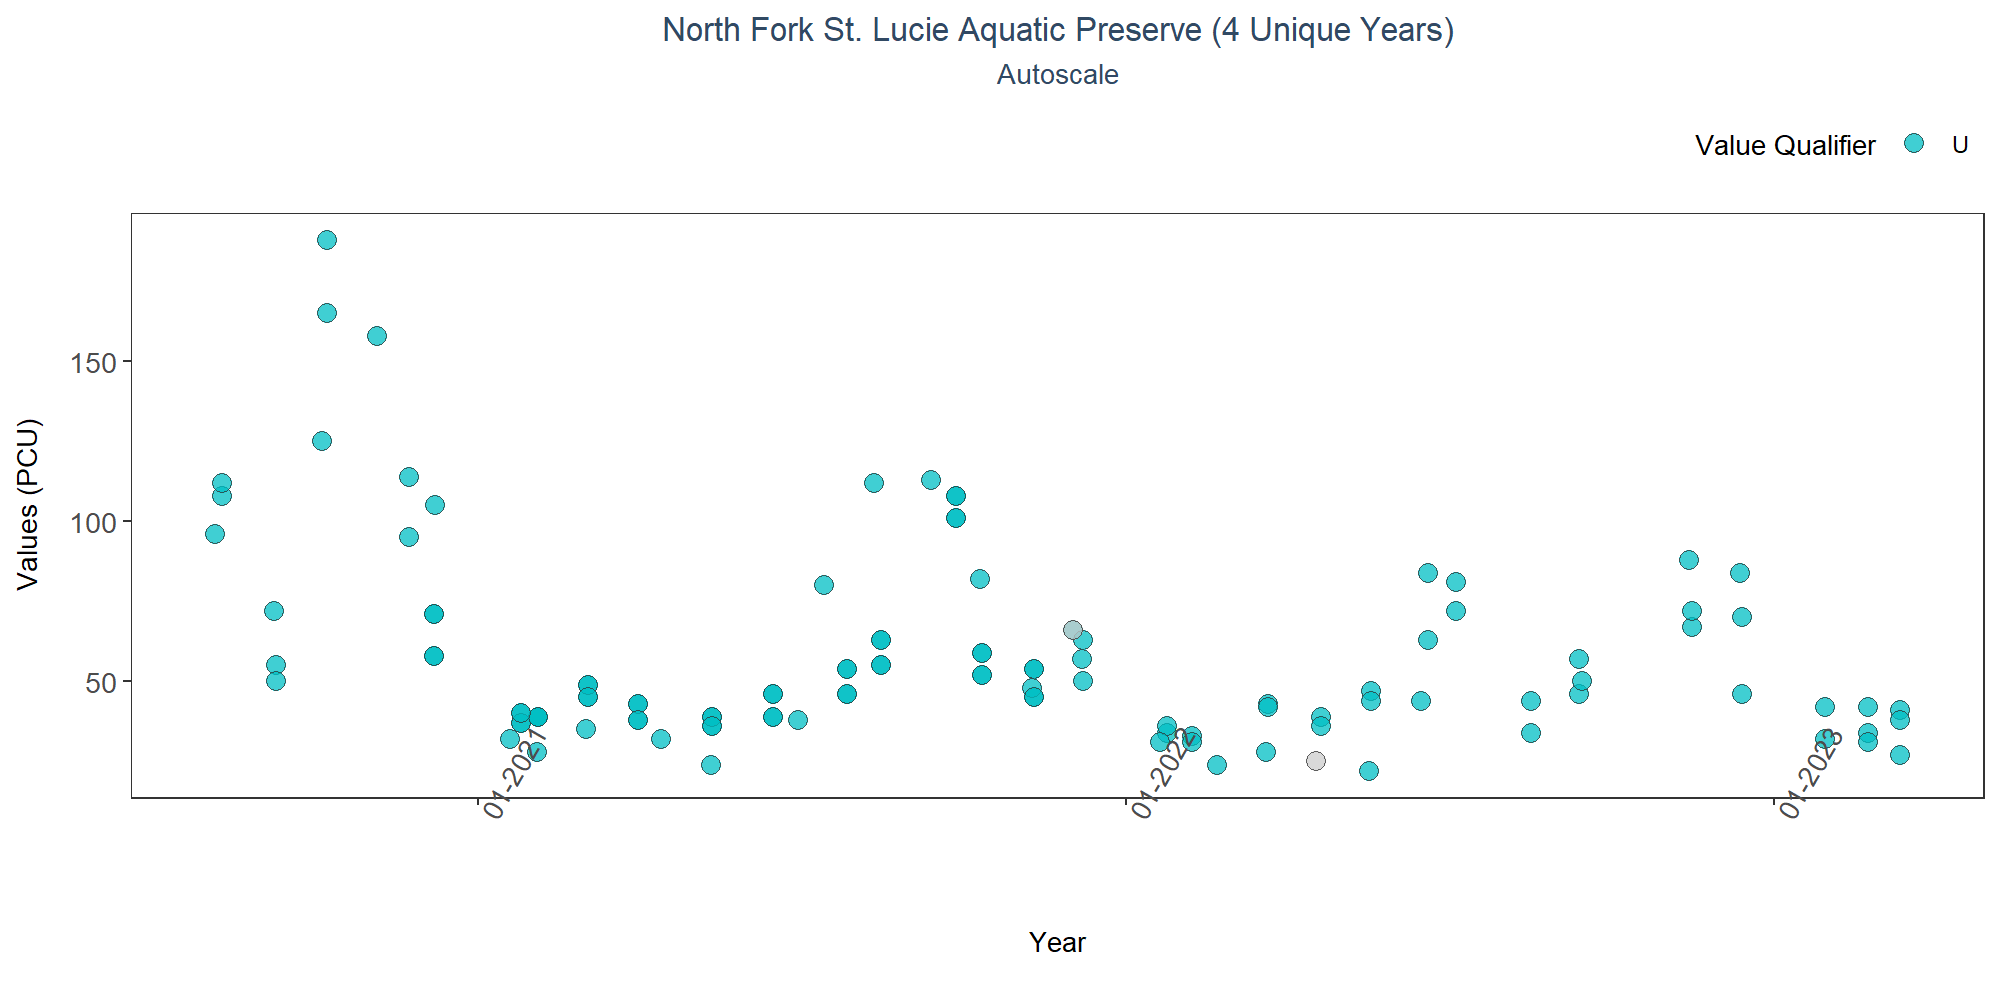 North Fork St. Lucie Aquatic Preserve (4 Unique Years)
Autoscale
Value Qualifier U
Values (PCU)
150
100
50
01-2021
01-2022
01-2023
Year